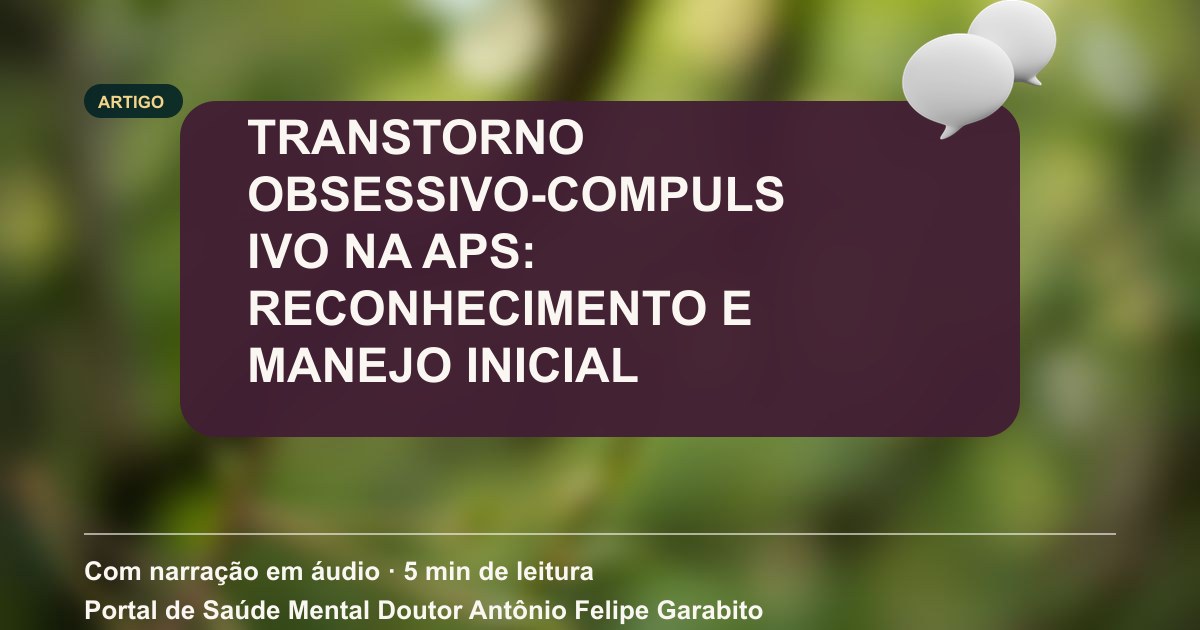 ARTIGO
TRANSTORNO
OBSESSIVO-COMPULS
IVO NA APS:
RECONHECIMENTO E
MANEJO INICIAL
Com narração em áudio · 5 min de leitura
Portal de Saúde Mental Doutor Antônio Felipe Garabito